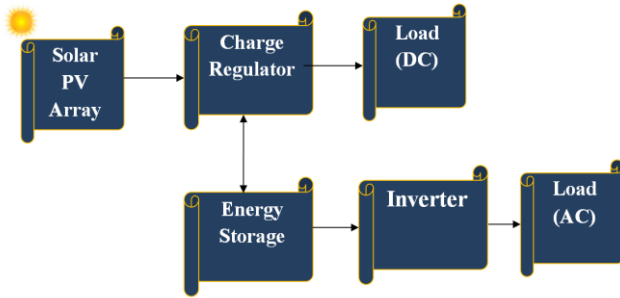 Solar
PV
Array
Charge
Regulator
Load
(DC)
Energy
Storage
Inverter
Load
(AC)